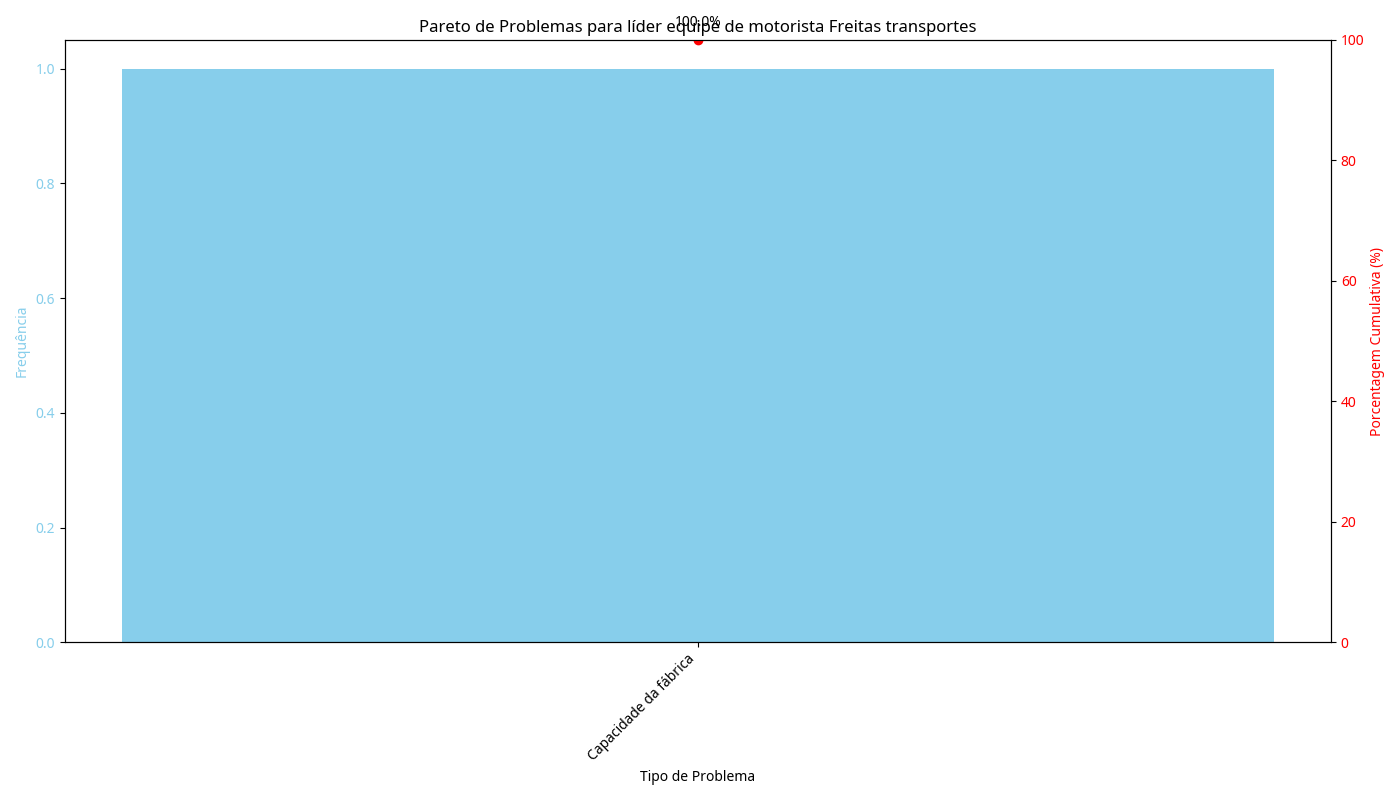 100.0%
Pareto de Problemas para líder equipe de motorista Freitas transportes
1.0
0.8
0.6
0.4
0.2
0.0
Frequência
100
80
60
40
20
0
Porcentagem Cumulativa (%)
Capacidade da fábrica
Tipo de Problema